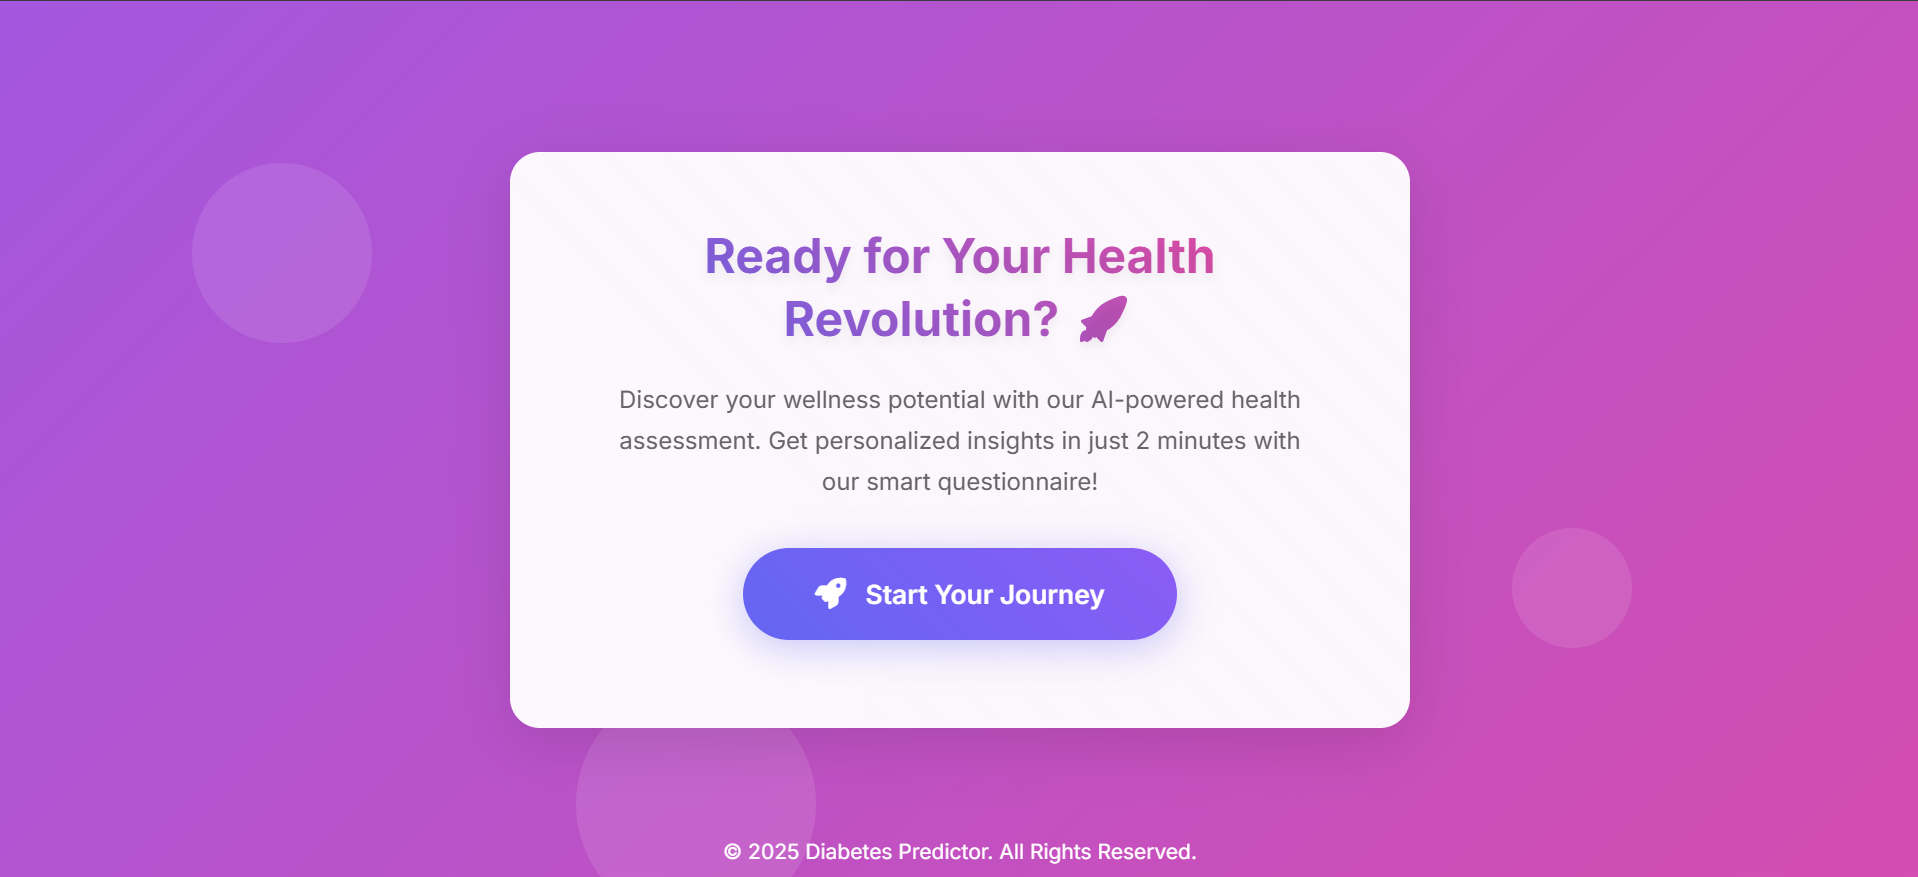 Ready for Your Health
Revolution?
Discover your wellness potential with our AI-powered health
assessment. Get personalized insights in just 2 minutes with
our smart questionnaire!
Start Your Journey
© 2025 Diabetes Predictor. All Rights Reserved.